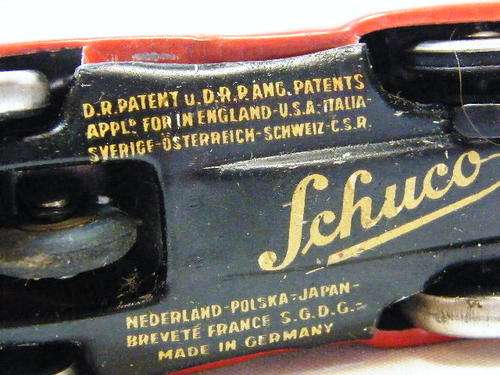 D.R.PATENT U.D.R.P.ANG.PATENTS
APPLD FOR IN ENGLAND-U.S.A-ITALIA-
SVERIGE-ÖSTERREICH-SCHWEIZ-C.S.R.
Schuco
NEDERLAND-POLSKA-JAPAN-
BREVETÉ FRANCE S.G.D.G.-
MADE IN GERMANY